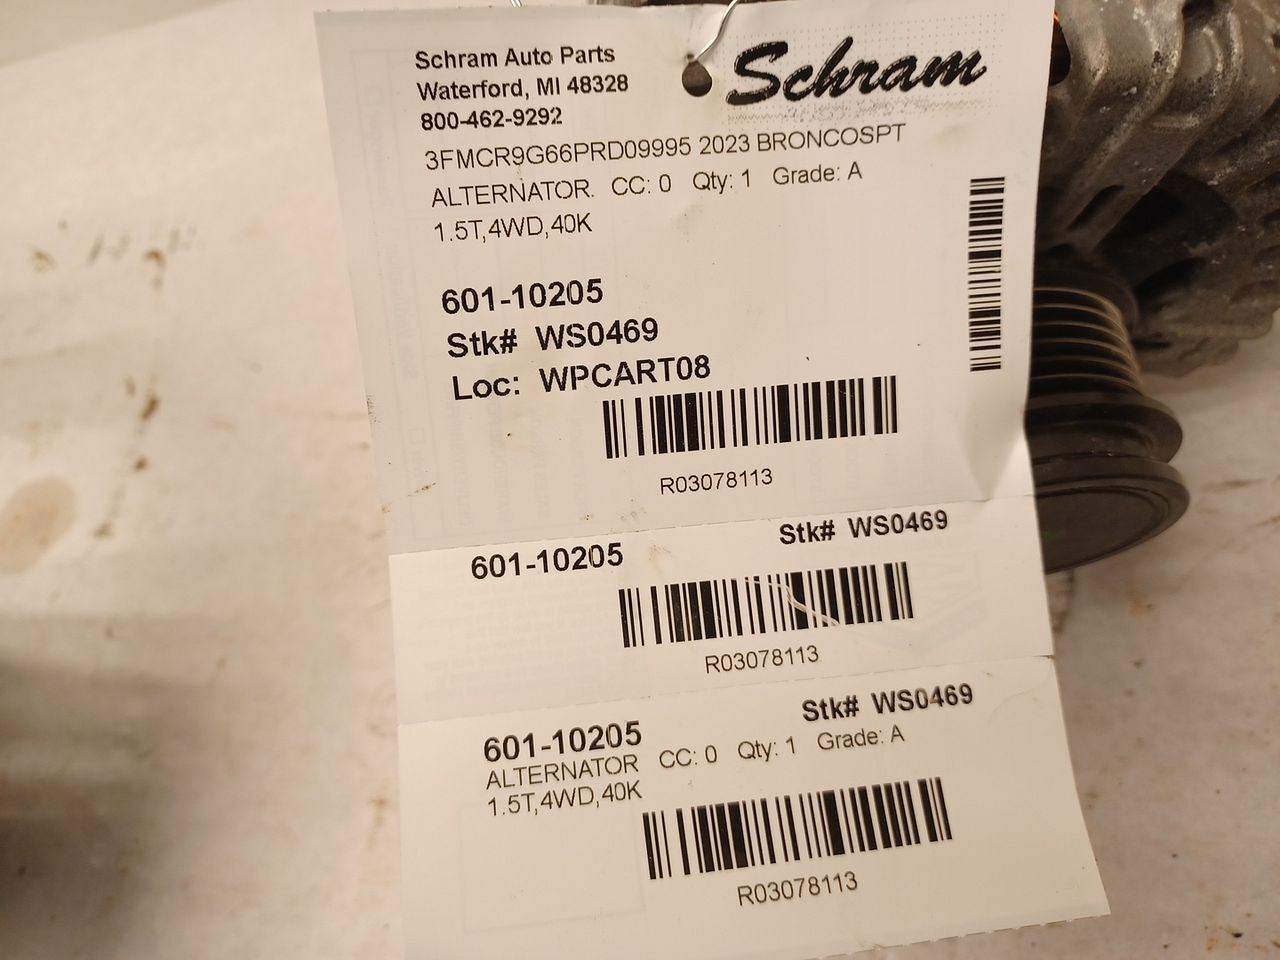 Schram Auto Parts
Waterford, MI 48328
800-462-9292
Schram
3FMCR9G66PRD09995 2023 BRONCOSPT
ALTERNATOR. CC: 0 Qty: 1 Grade: A
1.5T,4WD,40K
601-10205
Stk# WS0469
Loc: WPCART08
R03078113
601-10205 Stk# WS0469
R03078113
601-10205 Stk# WS0469
ALTERNATOR CC: 0 Qty: 1 Grade: A
1.5T,4WD,40K
R03078113